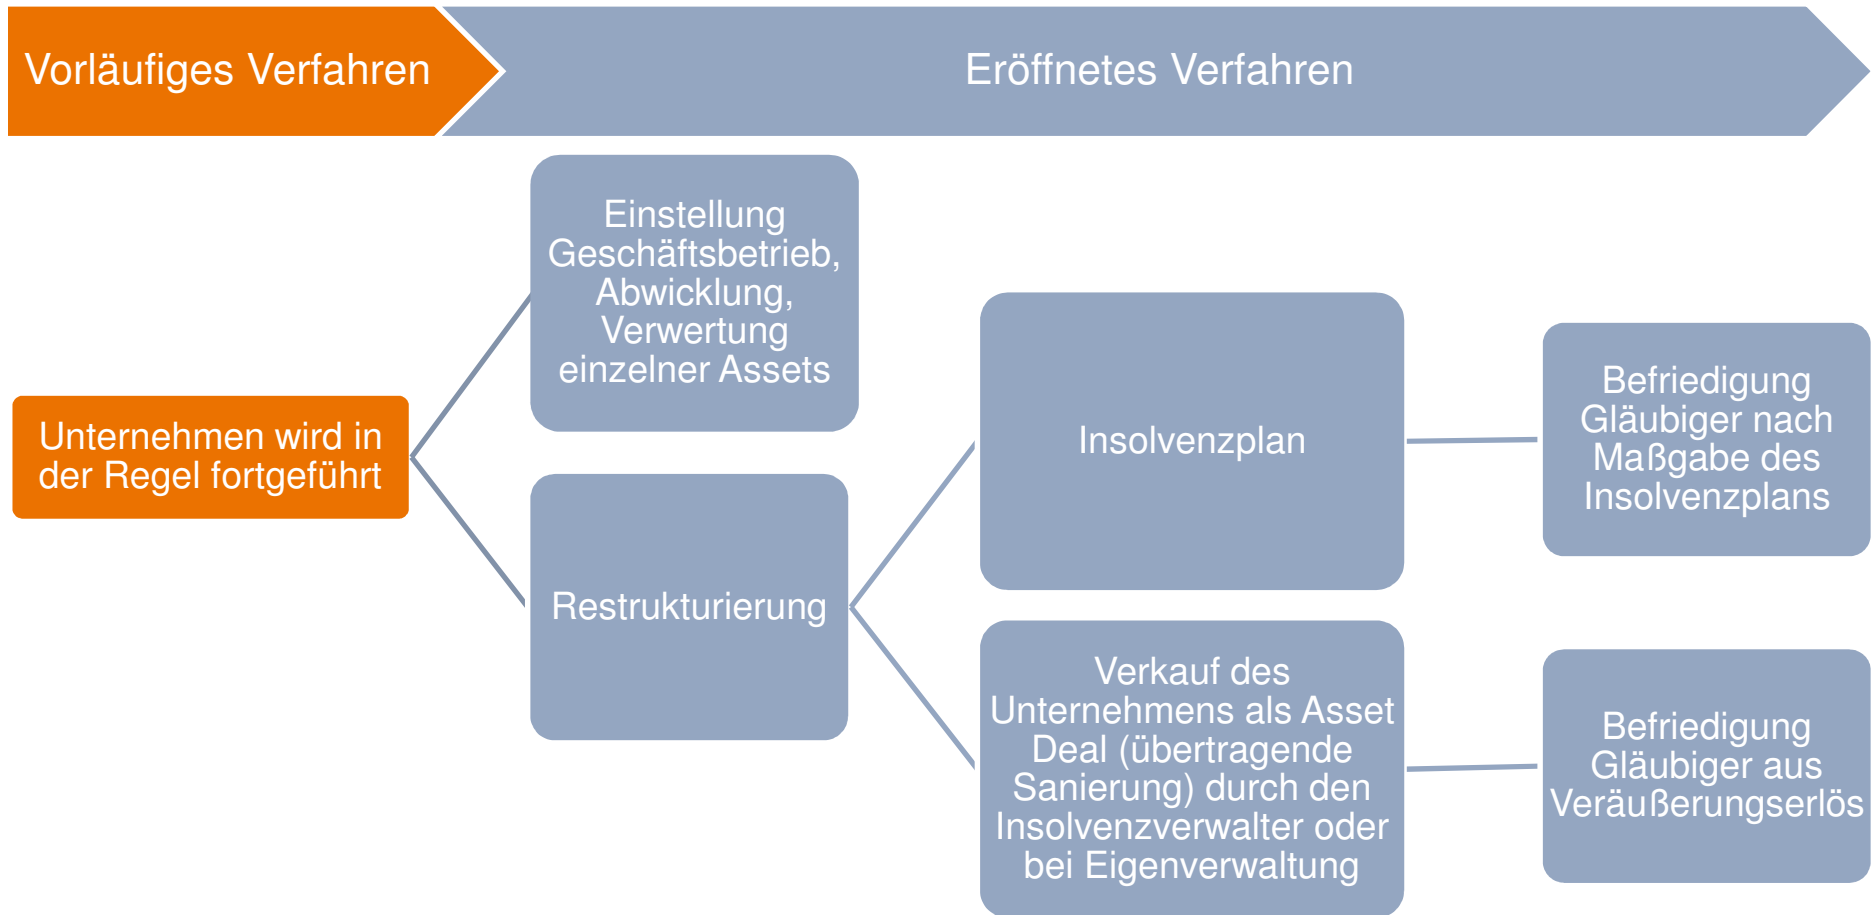 Vorläufiges Verfahren
Eröffnetes Verfahren
Unternehmen wird in
der Regel fortgeführt
Einstellung
Geschäftsbetrieb,
Abwicklung,
Verwertung
einzelner Assets
Restrukturierung
Insolvenzplan
Verkauf des
Unternehmens als Asset
Deal (übertragende
Sanierung) durch den
Insolvenzverwalter oder
bei Eigenverwaltung
Befriedigung
Gläubiger nach
Maßgabe des
Insolvenzplans
Befriedigung
Gläubiger aus
Veräußerungserlös